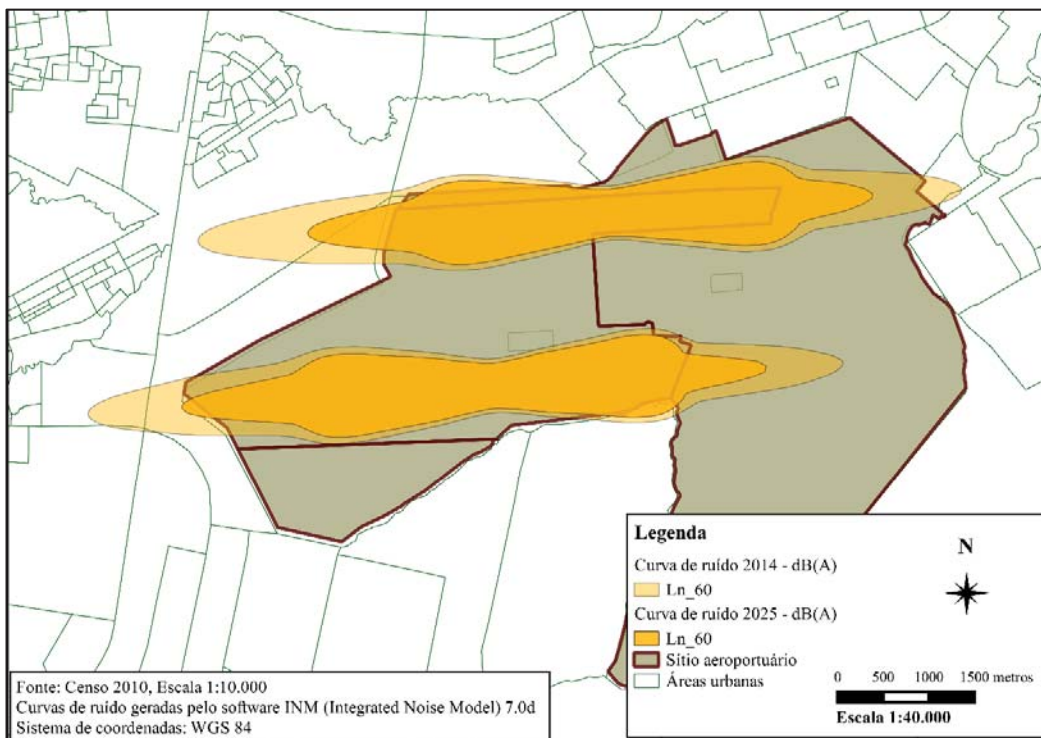 Legenda
Curva de ruído 2014 - dB(A)
Ln_60
Curva de ruído 2025 - dB(A)
Ln_60
Sítio aeroportuário
Áreas urbanas
N
0 500 1000 1500 metros
Escala 1:40.000
Fonte: Censo 2010, Escala 1:10.000
Curvas de ruído geradas pelo software INM (Integrated Noise Model) 7.0d
Sistema de coordenadas: WGS 84